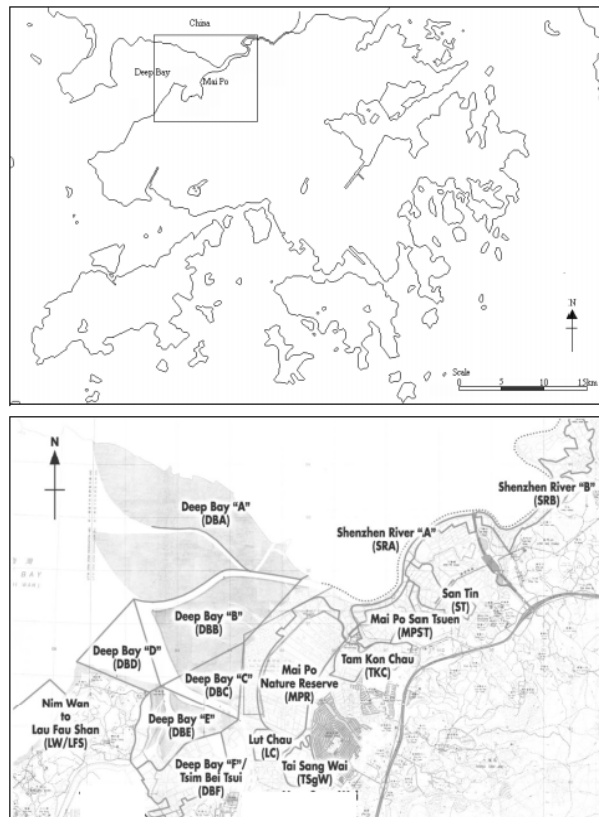 China
Deep Bay
Mai Po
N
Scale
0 5 10 15km
N
Deep Bay "A"
(DBA)
Shenzhen River "B"
(SRB)
Shenzhen River "A"
(SRA)
San Tin
(ST)
Deep Bay "B"
(DBB)
Mai Po San Tsuen
(MPST)
Deep Bay "D"
(DBD)
Tam Kon Chau
(TKC)
Deep Bay "C"
(DBC)
Mai Po
Nature Reserve
(MPR)
Nim Wan
to
Lau Fau Shan
(LW/LFS)
Deep Bay "E"
(DBE)
Lut Chau
(LC)
Tai Sang Wai
(TSgW)
Deep Bay "F"/
Tsim Bei Tsui
(DBF)